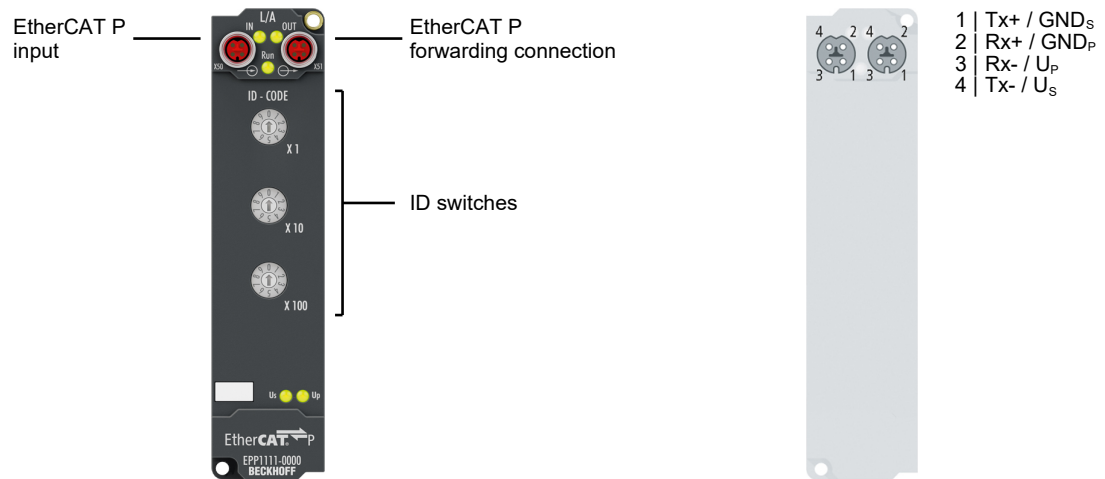 EtherCAT P
input
L/A
IN OUT
X50 Run X51
EtherCAT P
forwarding connection
ID - CODE
X 1
X 10
X 100
ID switches
Us Up
EtherCAT P
EPP1111-0000
BECKHOFF
4 2 4 2
3 1 3 1
1 | Tx+ / GNDS
2 | Rx+ / GNDP
3 | Rx- / UP
4 | Tx- / US